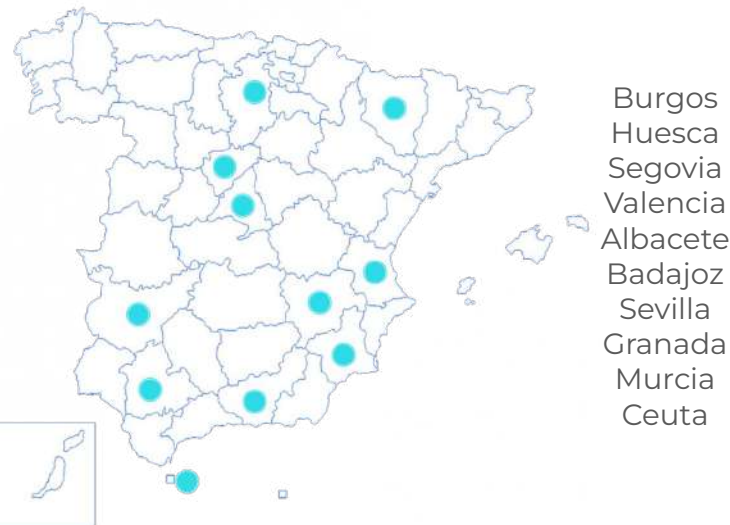 Burgos
Huesca
Segovia
Valencia
Albacete
Badajoz
Sevilla
Granada
Murcia
Ceuta